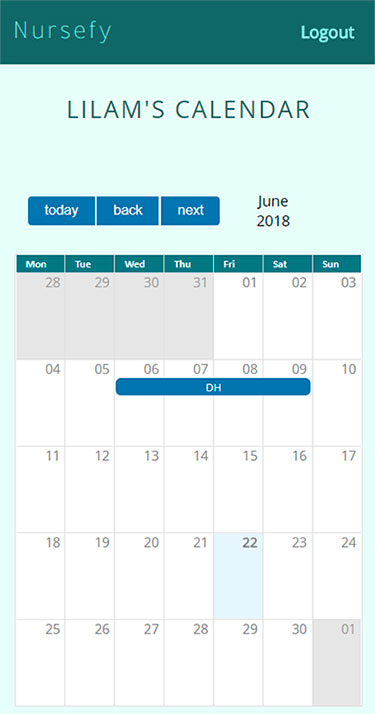 Nursefy Logout
LILAM'S CALENDAR
today back next June
2018
Mon Tue Wed Thu Fri Sat Sun
28 29 30 31 01 02 03
04 05 06 07 08 09 10
DH
11 12 13 14 15 16 17
18 19 20 21 22 23 24
25 26 27 28 29 30 01